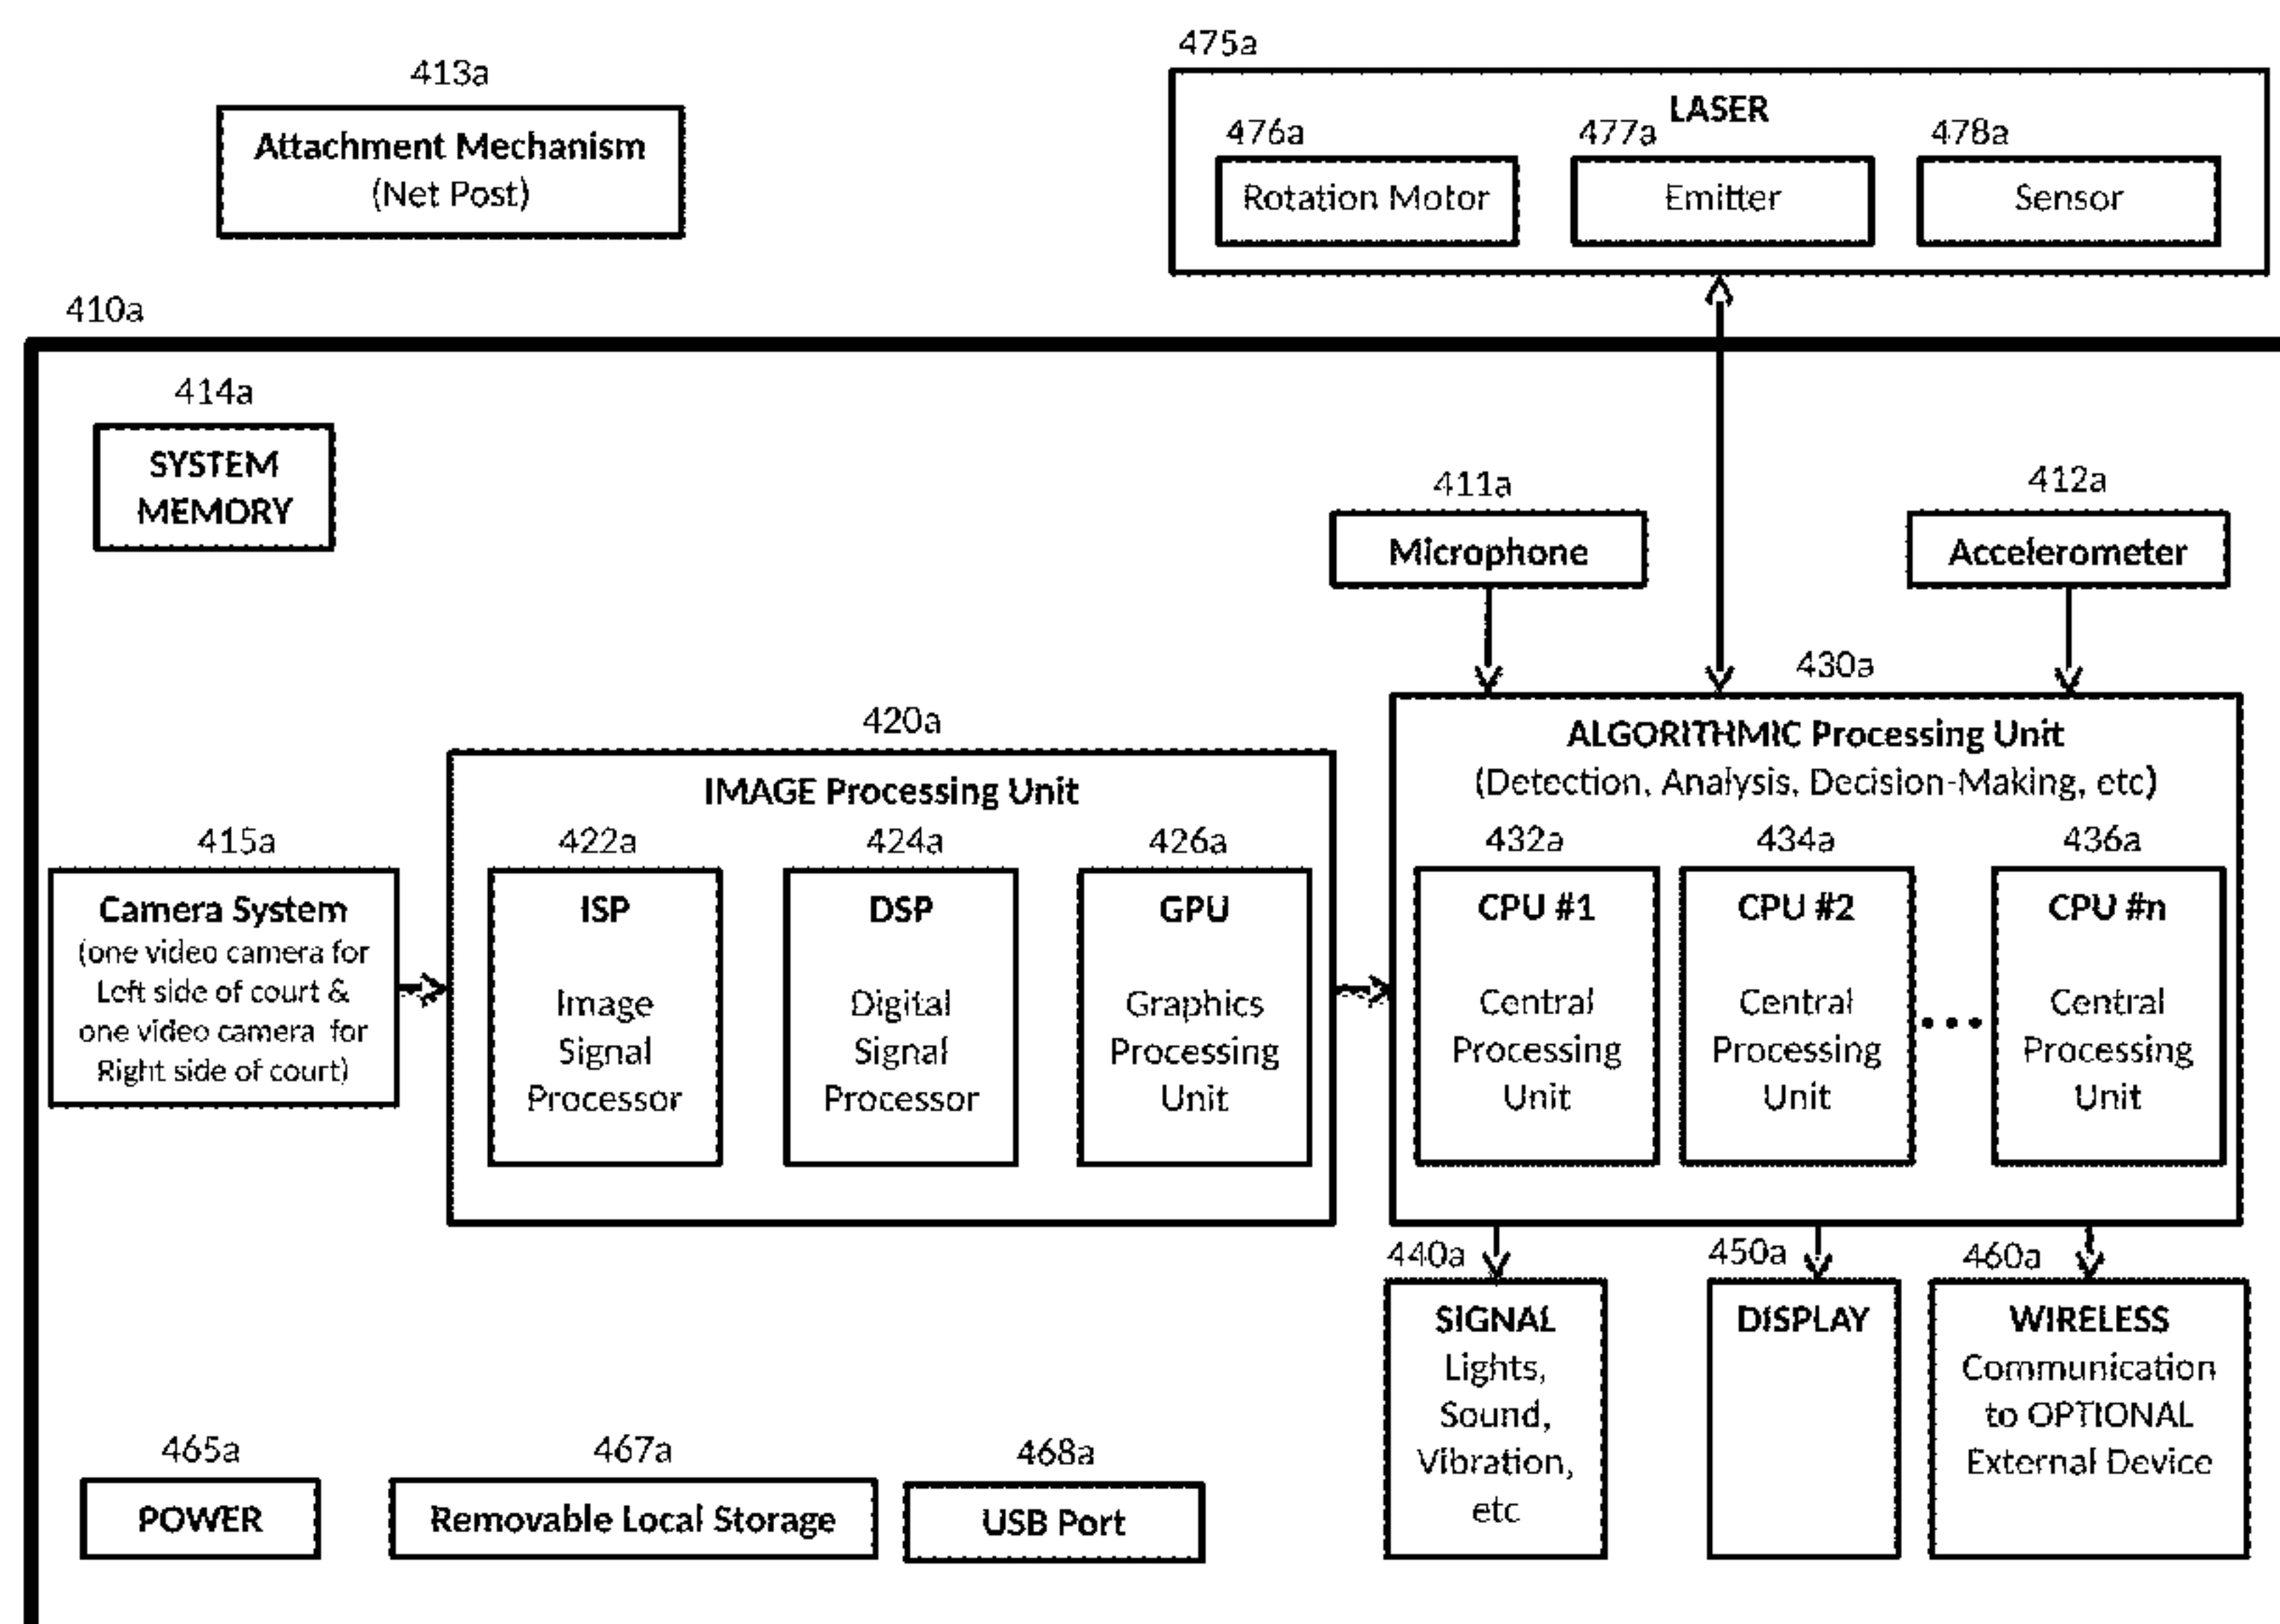 475a
LASER
476a
Rotation Motor
477a
Emitter
478a
Sensor
413a
Attachment Mechanism
(Net Post)
410a
414a
SYSTEM
MEMORY
411a
Microphone
412a
Accelerometer
415a
Camera System
(one video camera for
Left side of court &
one video camera for
Right side of court)
420a
IMAGE Processing Unit
422a
ISP
Image
Signal
Processor
424a
DSP
Digital
Signal
Processor
426a
GPU
Graphics
Processing
Unit
430a
ALGORITHMIC Processing Unit
(Detection, Analysis, Decision-Making, etc)
432a
CPU #1
Central
Processing
Unit
434a
CPU #2
Central
Processing
Unit
...
436a
CPU #n
Central
Processing
Unit
440a
SIGNAL
Lights,
Sound,
Vibration,
etc
450a
DISPLAY
460a
WIRELESS
Communication
to OPTIONAL
External Device
465a
POWER
467a
Removable Local Storage
468a
USB Port